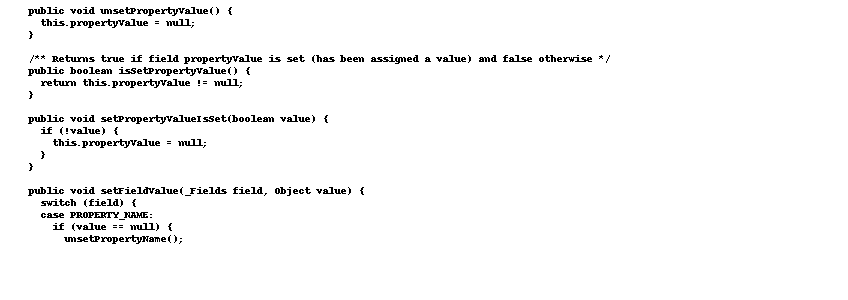 public void unsetPropertyValue() {
this.propertyValue = null;
}
/** Returns true if field propertyValue is set (has been assigned a value) and false otherwise */
public boolean isSetPropertyValue() {
return this.propertyValue != null;
}
public void setPropertyValueIsSet(boolean value) {
if (!value) {
this.propertyValue = null;
}
}
public void setFieldValue(_Fields field, Object value) {
switch (field) {
case PROPERTY_NAME:
if (value == null) {
unsetPropertyName();